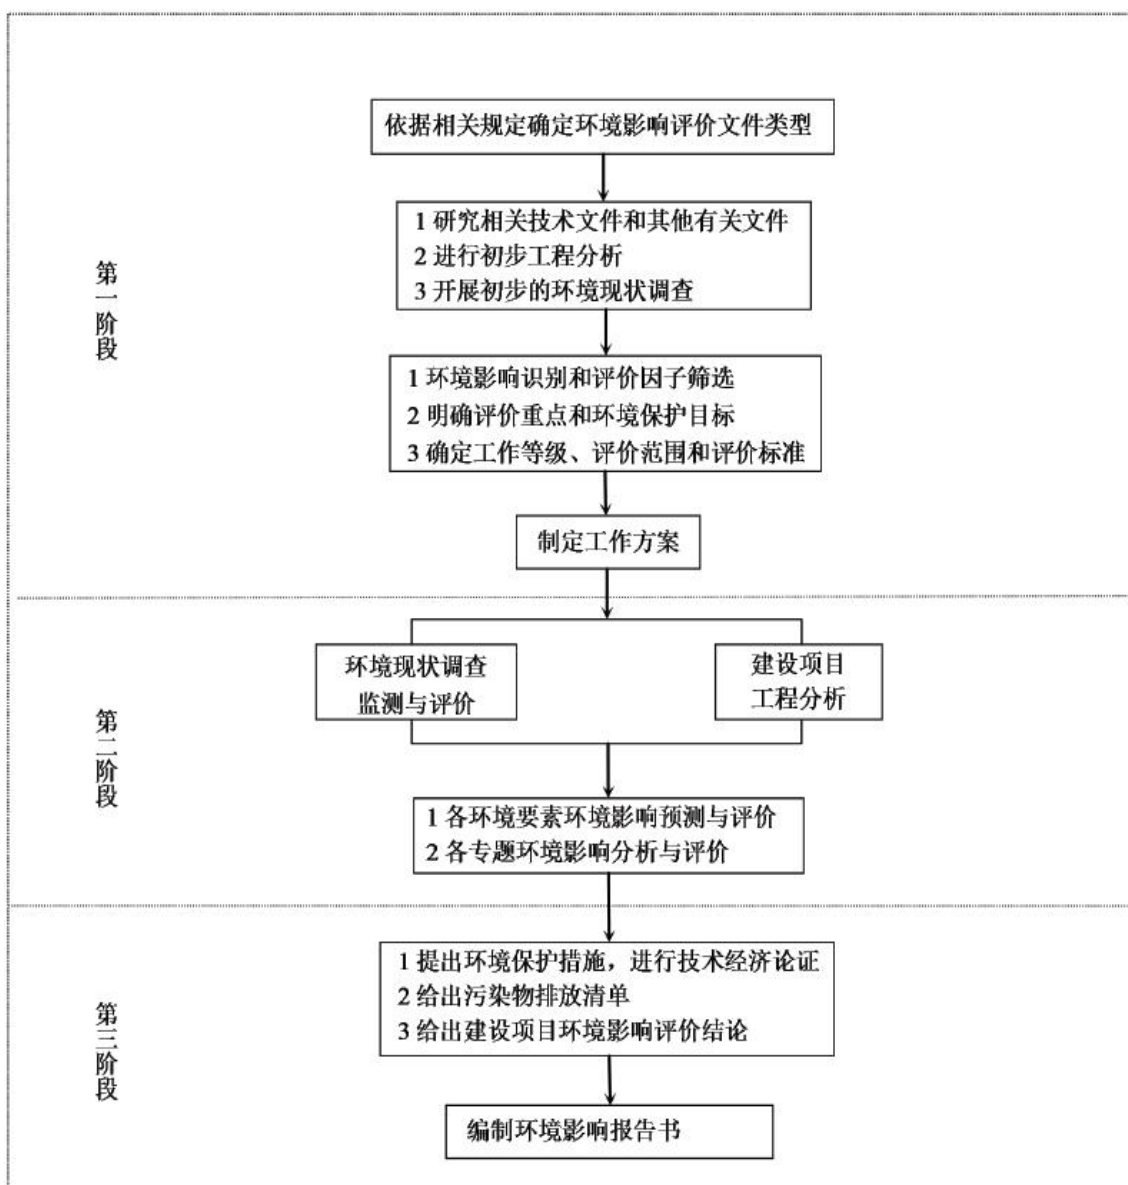 依据相关规定确定环境影响评价文件类型
1 研究相关技术文件和其他有关文件
2 进行初步工程分析
3 开展初步的环境现状调查
第一阶段
1 环境影响识别和评价因子筛选
2 明确评价重点和环境保护目标
3 确定工作等级、评价范围和评价标准
制定工作方案
环境现状调查
监测与评价
建设项目
工程分析
第二阶段
1 各环境要素环境影响预测与评价
2 各专题环境影响分析与评价
1 提出环境保护措施，进行技术经济论证
2 给出污染物排放清单
3 给出建设项目环境影响评价结论
第三阶段
编制环境影响报告书